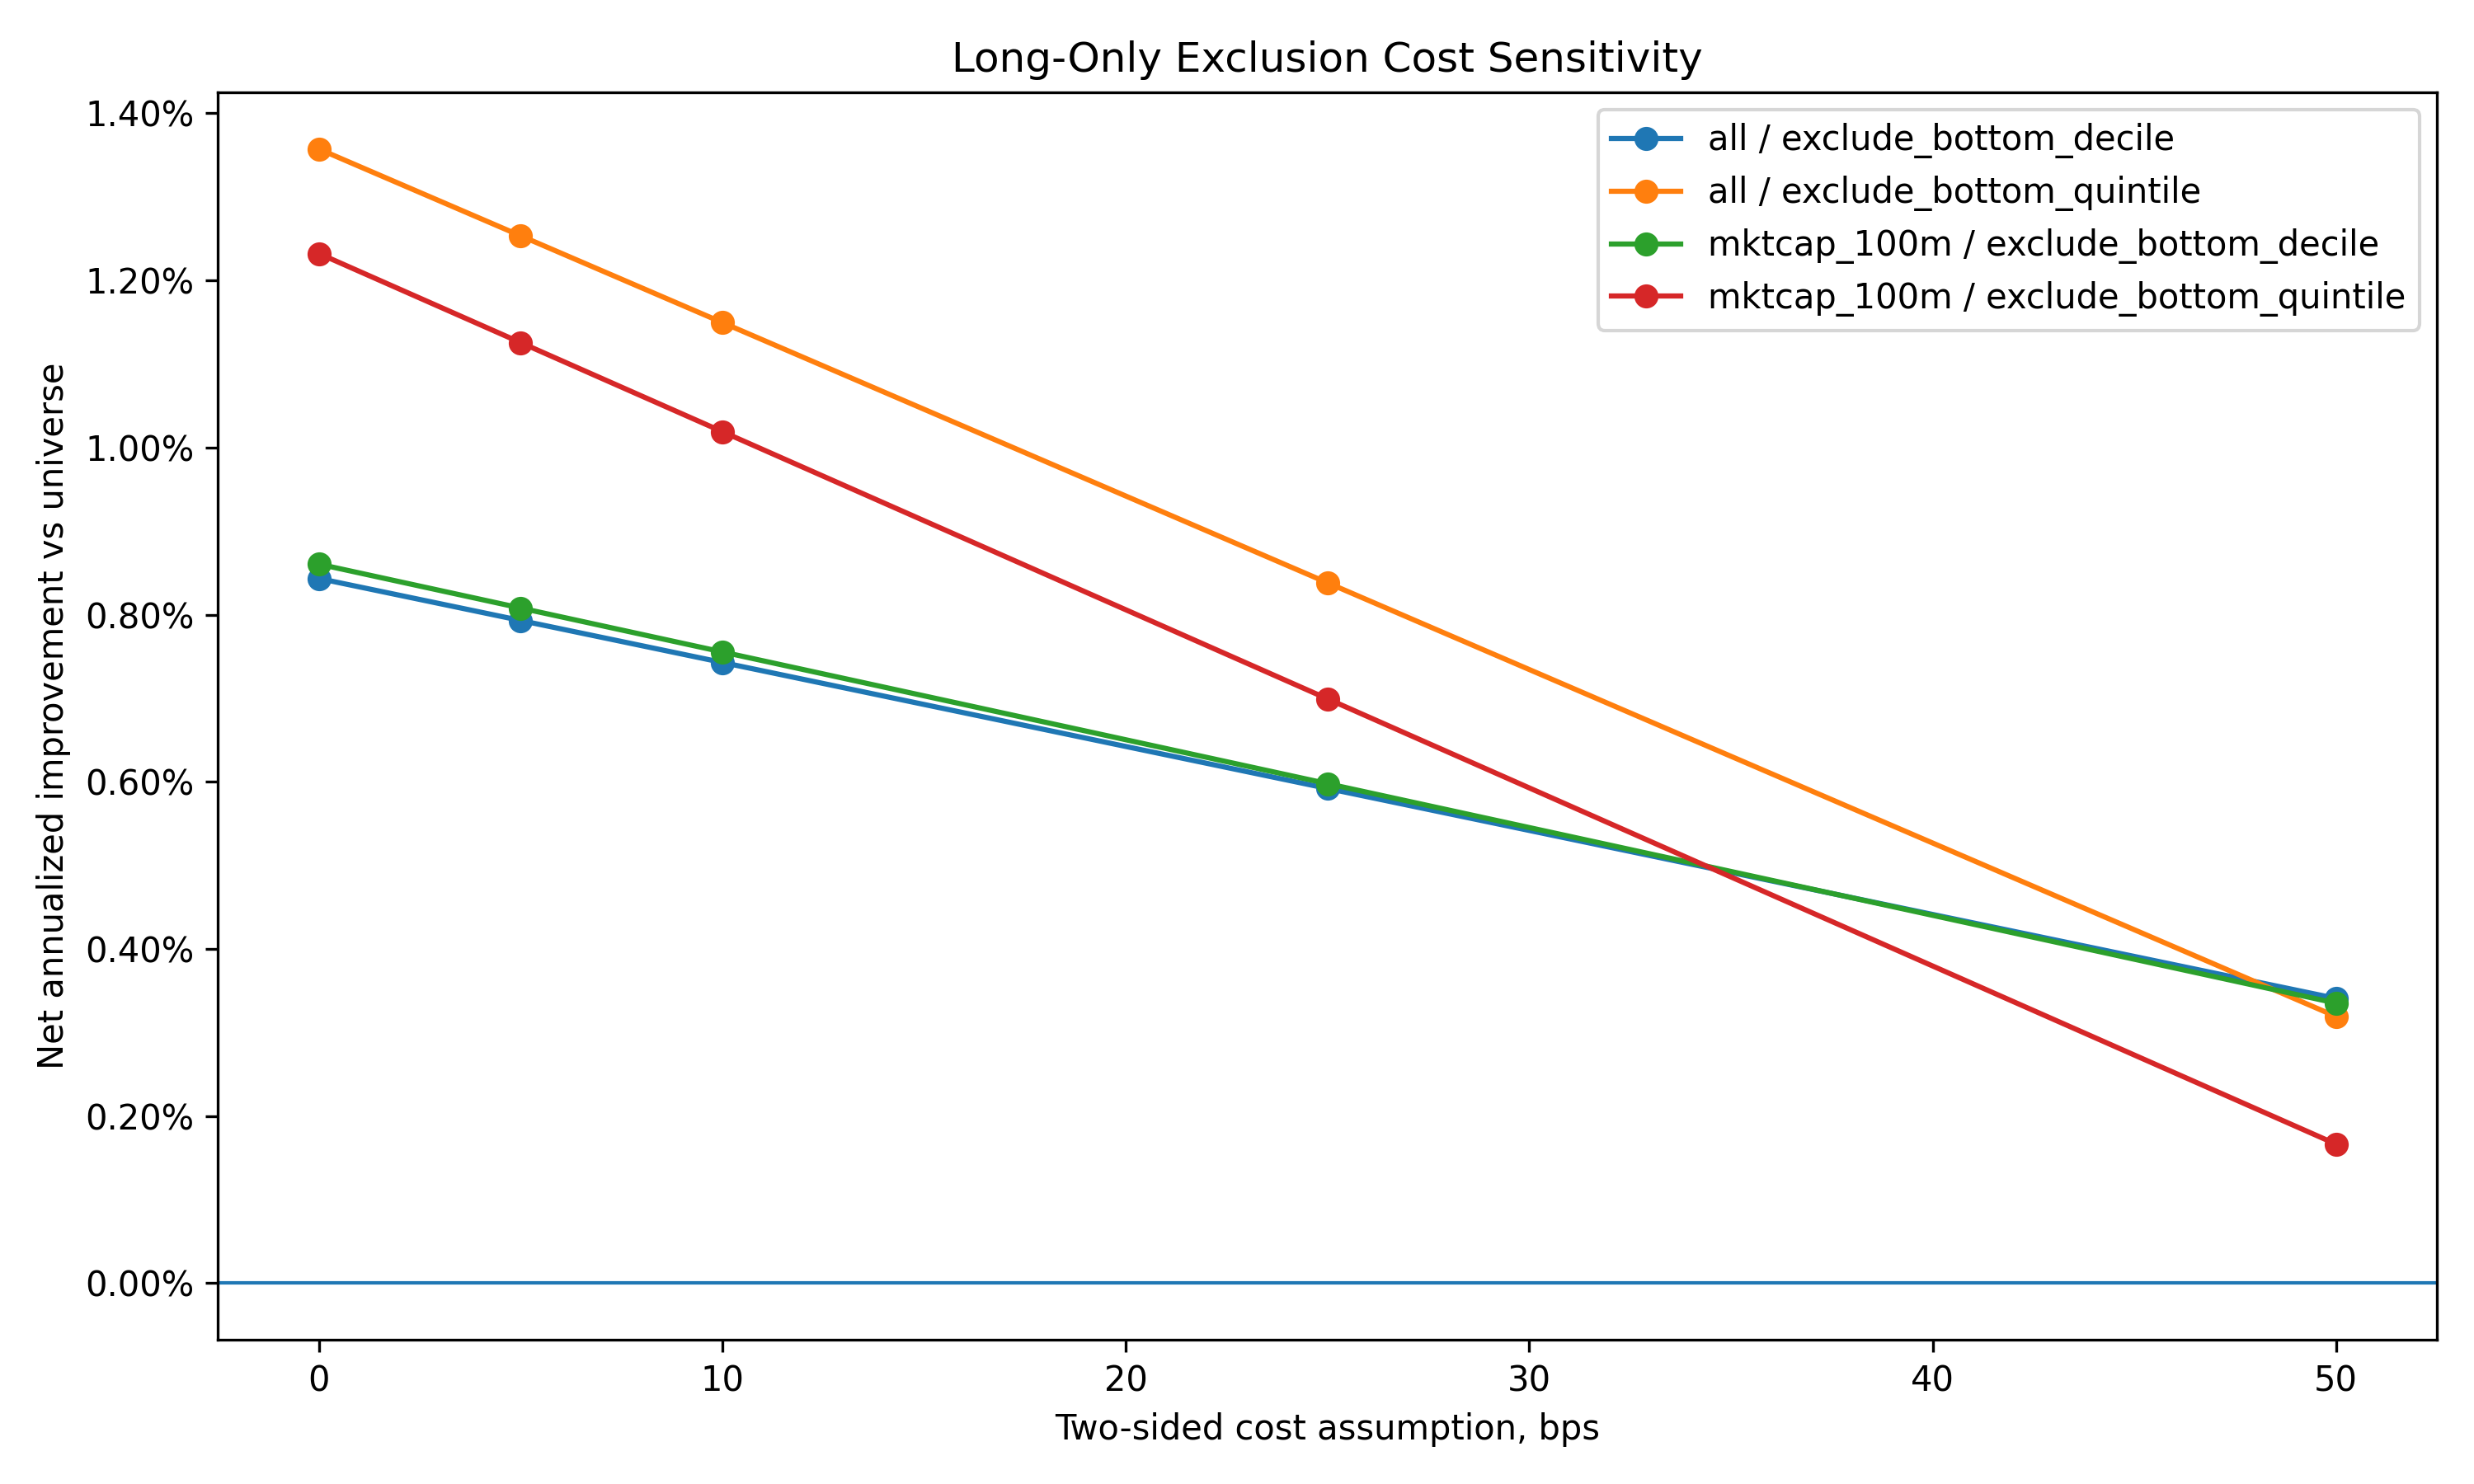 Long-Only Exclusion Cost Sensitivity
all / exclude_bottom_decile
all / exclude_bottom_quintile
mktcap_100m / exclude_bottom_decile
mktcap_100m / exclude_bottom_quintile
Net annualized improvement vs universe
1.40%
1.20%
1.00%
0.80%
0.60%
0.40%
0.20%
0.00%
0
10
20
30
40
50
Two-sided cost assumption, bps